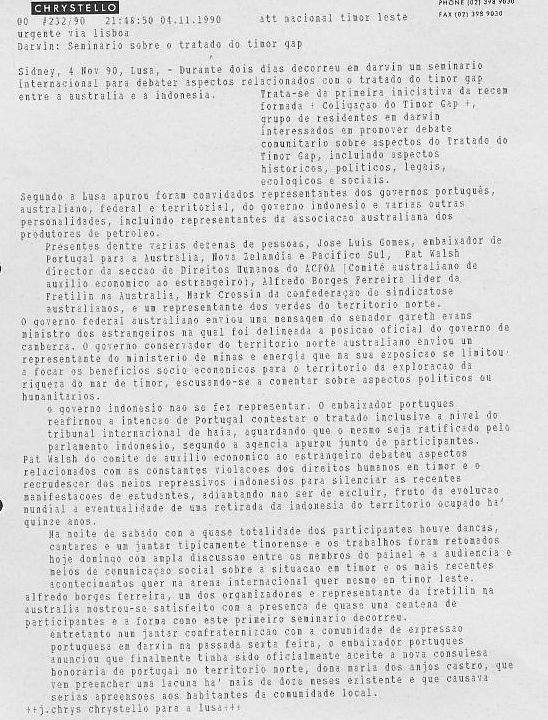 CHRYSTELLO
PHONE (02) 398 9030
FAX (02) 398 9030
00 #232/90 21:48:50 04.11.1990 att nacional timor leste
urgente via lisboa
Darvin: Seminario sobre o tratado do timor gap
Sidney, 4 Nov 90, Lusa, - Durante dois dias decorreu em darvin um seminario
internacional para debater aspectos relacionados com o tratado do timor gap
entre a australia e a indonesia. Trata-se da primeira iniciativa da recem
formada + Coligaçao do Timor Gap +,
grupo de residentes em darvin
interessados em promover debate
comunitario sobre aspectos do Tratado do
Timor Gap, incluindo aspectos
historicos, politicos, legais,
ecologicos e sociais.
Segundo a Lusa apurou foram convidados representantes dos governos português,
australiano, federal e territorial, do governo indonesio e varias outras
personalidades, incluindo representantes da associacao australiana dos
produtores de petroleo.
Presentes dentre varias dezenas de pessoas, Jose Luis Gomes, embaixador de
Portugal para a Australia, Nova Zelandia e Pacifico Sul, Pat Walsh
director da seccao de Direitos Humanos do ACFOA [Comité australiano de
auxilio economico ao estrangeiro), Alfredo Borges Ferreira lider da
Fretilin na Australia, Mark Crossin da confederaçao de sindicatose
australianos, e um representante dos verdes do territorio norte.
O governo federal australiano enviou uma mensagem do senador gareth evans
ministro dos estrangeiros na qual foi delineada a posicao oficial do governo de
canberra. O governo conservador do territorio norte australiano enviou um
representante do ministerio de minas e energia que na sua exposicao se limitou
a focar os beneficios socio economicos para o territorio da exploracao da
riqueza do mar de timor, escusando-se a comentar sobre aspectos politicos ou
humanitarios.
o governo indonesio nao se fez representar. O embaixador portugues
reafirmou a intencao de Portugal contestar o tratado inclusive a nivel do
tribunal internacional de haia, aguardando que o mesmo seja ratificado pelo
parlamento indonesio, segundo a agencia apurou junto de participantes.
Pat Walsh do comite de auxilio economico ao estrangeiro debateu aspectos
relacionados com as constantes violacoes dos direitos humanos em timor e o
recrudescer dos meios repressivos indonesios para silenciar as recentes
manifestacoes de estudantes, adiantando nao ser de excluir, fruto da evolucao
mundial a eventualidade de uma retirada da indonesia do territorio ocupado ha'
quinze anos.
Na noite de sabado com a quase totalidade dos participantes houve dancas,
cantares e um jantar tipicamente timorense e os trabalhos foram retomados
hoje domingo com ampla discussao entre os membros do painel e a audiencia e
meios de comunicaçao social sobre a situacao em timor e os mais recentes
acontecimentos quer na arena internacional quer mesmo em timor leste.
alfredo borges ferreira, um dos organizadores e representante da fretilin na
australia mostrou-se satisfeito com a presenca de quase uma centena de
participantes e a forma como este primeiro seminario decorreu.
entretanto num jantar confraternizcao com a comunidade de expressao
portuguesa em darvin na passada sexta feira, o embaixador portugues
anunciou que finalmente tinha sido oficialmente aceite a nova consulesa
honoraria de portugal no territorio norte, dona maria dos anjos castro, que
vem preencher uma lacuna ha' mais de doze meses existente e que causava
serias apreensoes aos habitantes da comunidade local.
++j.chrys chrystello para a lusa+++